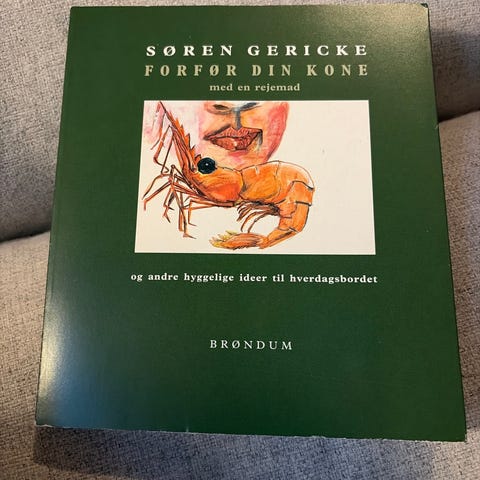 SØREN GERICKE
FORFØR DIN KONE
med en rejemad
og andre hyggelige ideer til hverdagsbordet
BRØNDUM